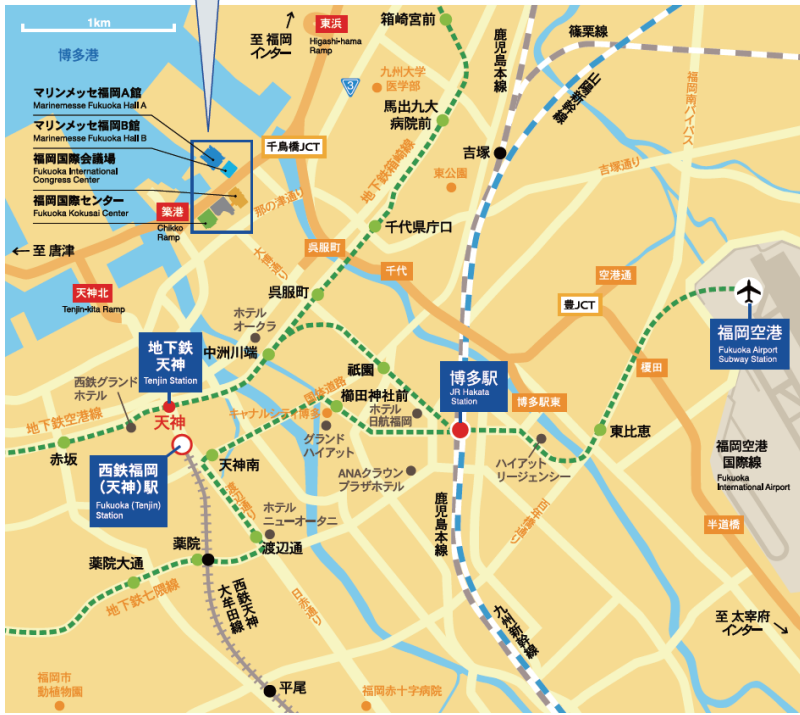 1km
博多港
至 福岡
インター
東浜
Higashi-hama
Ramp
箱崎宮前
鹿児島本線
篠栗線
山陽新幹線
福岡南バイパス
3
九州大学
医学部
馬出九大
病院前
マリンメッセ福岡A館
Marinemesse Fukuoka Hall A
マリンメッセ福岡B館
Marinemesse Fukuoka Hall B
福岡国際会議場
Fukuoka International
Congress Center
福岡国際センター
Fukuoka Kokusai Center
千鳥橋JCT
地下鉄箱崎線
吉塚
吉塚通り
東公園
築港
Chikko
Ramp
那の津通り
千代県庁口
← 至 唐津
大博通り
呉服町
千代
空港通
天神北
Tenjin-kita Ramp
呉服町
豊JCT
福岡空港
Fukuoka Airport
Subway Station
ホテル
オークラ
地下鉄
天神
Tenjin Station
中洲川端
祇園
博多駅
JR Hakata
Station
榎田
西鉄グランド
ホテル
国体道路
櫛田神社前
博多駅東
キャナルシティ博多
ホテル
日航福岡
地下鉄空港線
天神
グランド
ハイアット
東比恵
赤坂
西鉄福岡
(天神)駅
Fukuoka (Tenjin)
Station
天神南
ANAクラウン
プラザホテル
ハイアット
リージェンシー
福岡空港
国際線
Fukuoka
International Airport
渡辺通り
ホテル
ニューオータニ
鹿児島本線
百年橋通り
半道橋
薬院
渡辺通
薬院大通
地下鉄七隈線
西鉄天神
大牟田線
日赤通り
九州新幹線
至 太宰府
インター
福岡市
動植物園
平尾
福岡赤十字病院